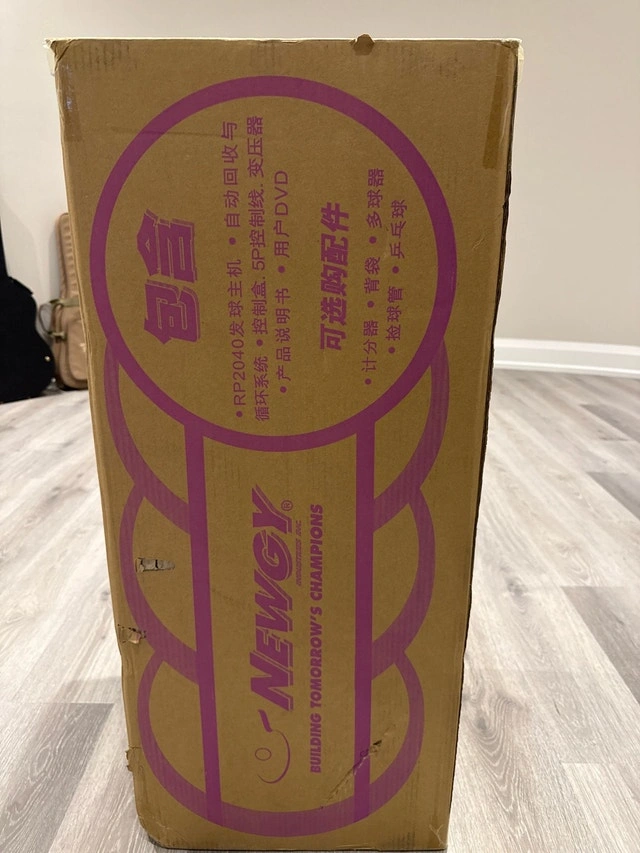 包含
•RP2040发球主机 •自动回收与
循环系统 •控制盒. 5P控制线. 变压器
•产品说明书 •用户DVD
可选购配件
•计分器 •背袋 •多球器
•捡球管 •乒乓球
NEWGY®
INDUSTRIES INC.
BUILDING TOMORROW'S CHAMPIONS